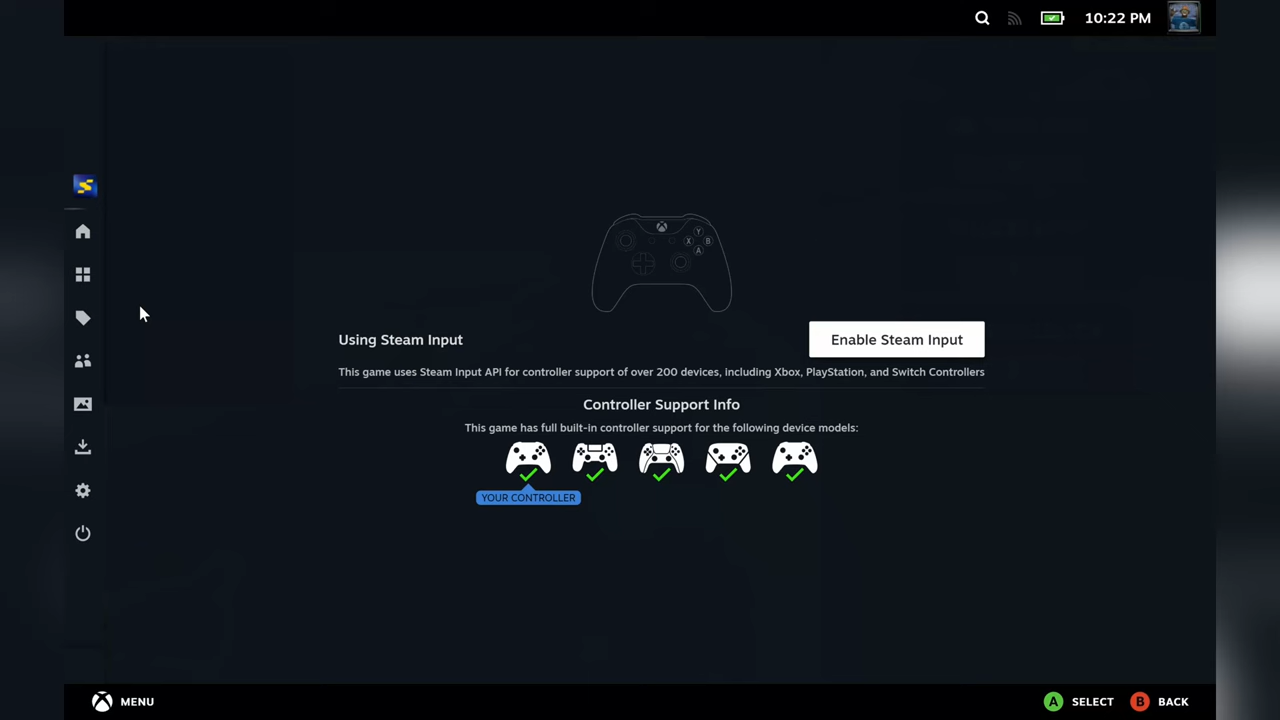 10:22 PM
Y
X B
A
Using Steam Input
Enable Steam Input
This game uses Steam Input API for controller support of over 200 devices, including Xbox, PlayStation, and Switch Controllers
Controller Support Info
This game has full built-in controller support for the following device models:
YOUR CONTROLLER
MENU
A SELECT B BACK